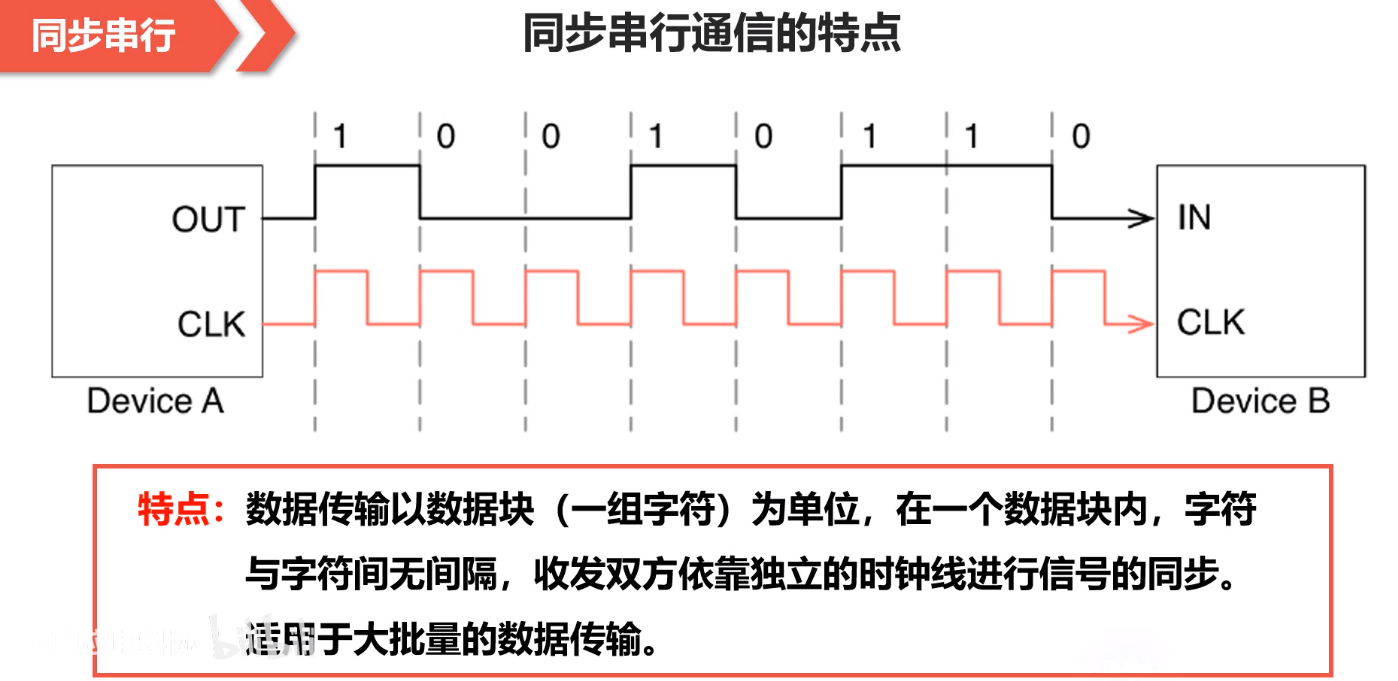 同步串行
同步串行通信的特点
1 0 0 1 0 1 1 0
OUT
IN
CLK
CLK
Device A
Device B
特点：数据传输以数据块（一组字符）为单位，在一个数据块内，字符
与字符间无间隔，收发双方依靠独立的时钟线进行信号的同步。
适用于大批量的数据传输。